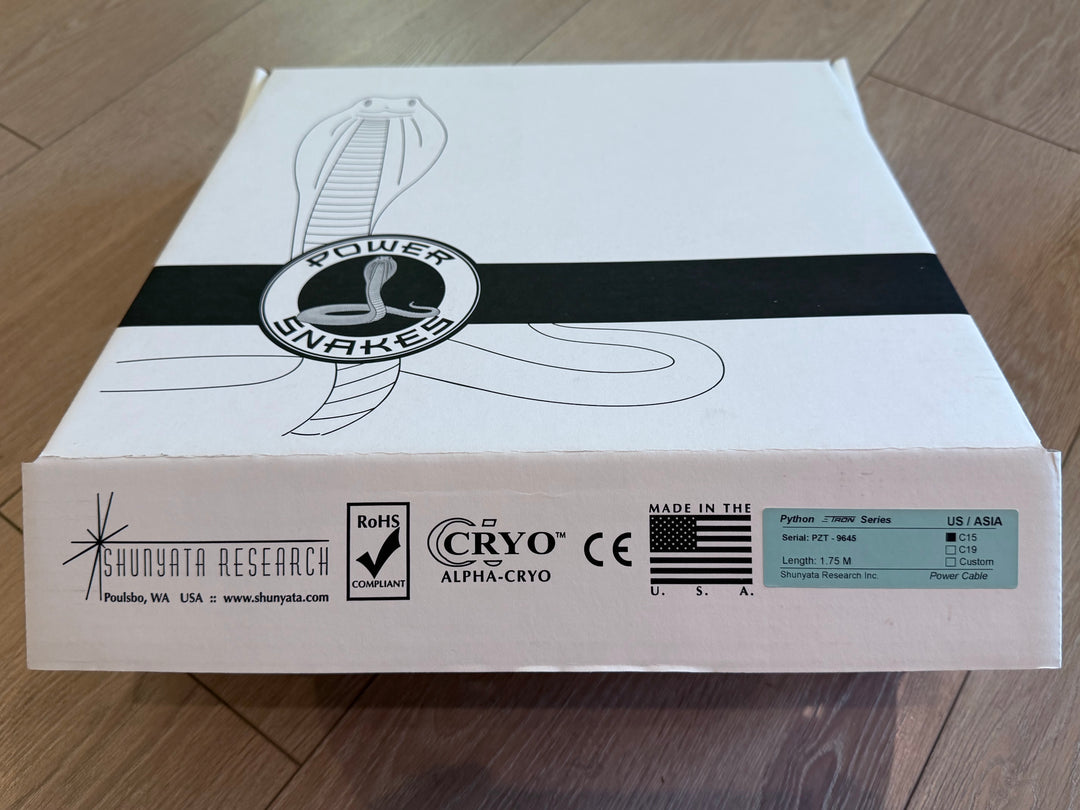 POWER
SNAKES
SHUNYATA RESEARCH
Poulsbo, WA USA :: www.shunyata.com
RoHS
COMPLIANT
CRYO™
ALPHA-CRYO
CE
MADE IN THE
U. S. A.
Python ZTRON Series
Serial: PZT - 9645
Length: 1.75 M
Shunyata Research Inc.
US / ASIA
C15
C19
Custom
Power Cable